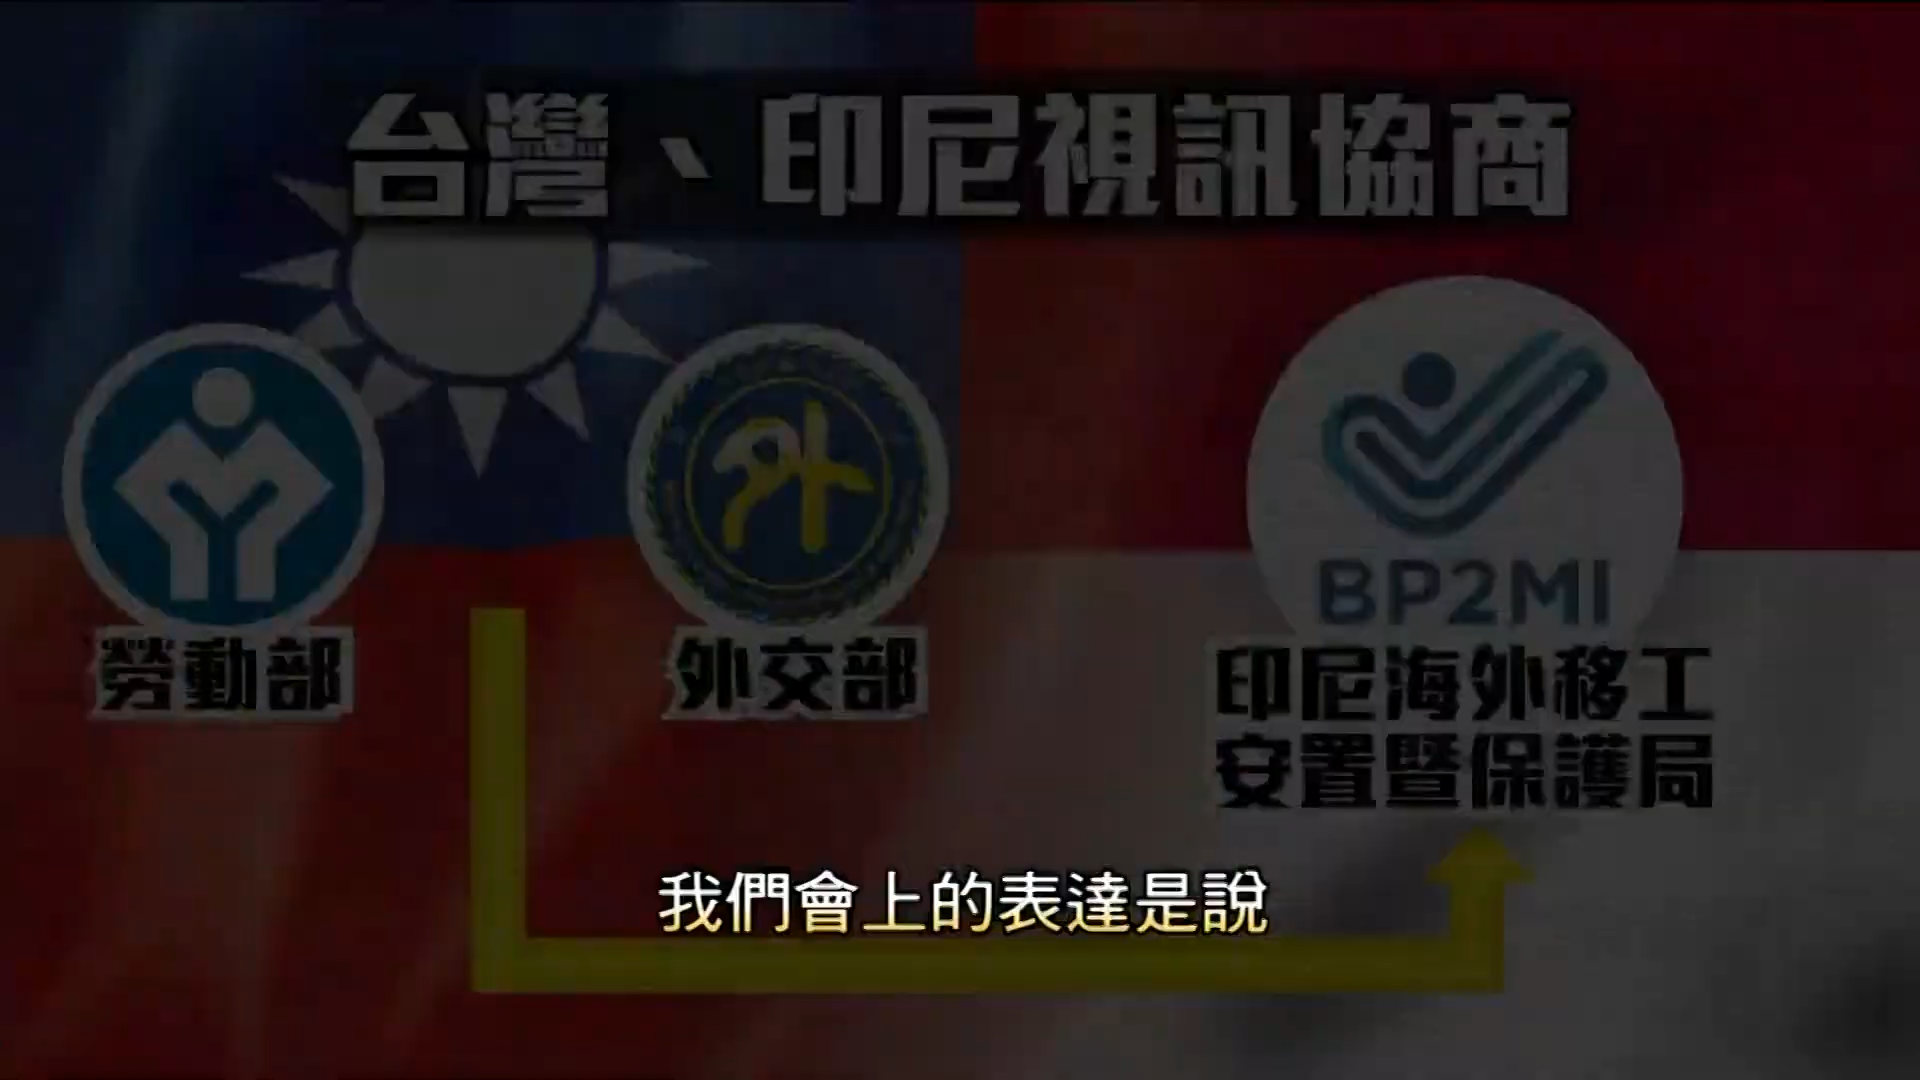 台灣、印尼視訊協商
外
BP2MI
勞動部
外交部
印尼海外移工
安置暨保護局
我們會上的表達是說